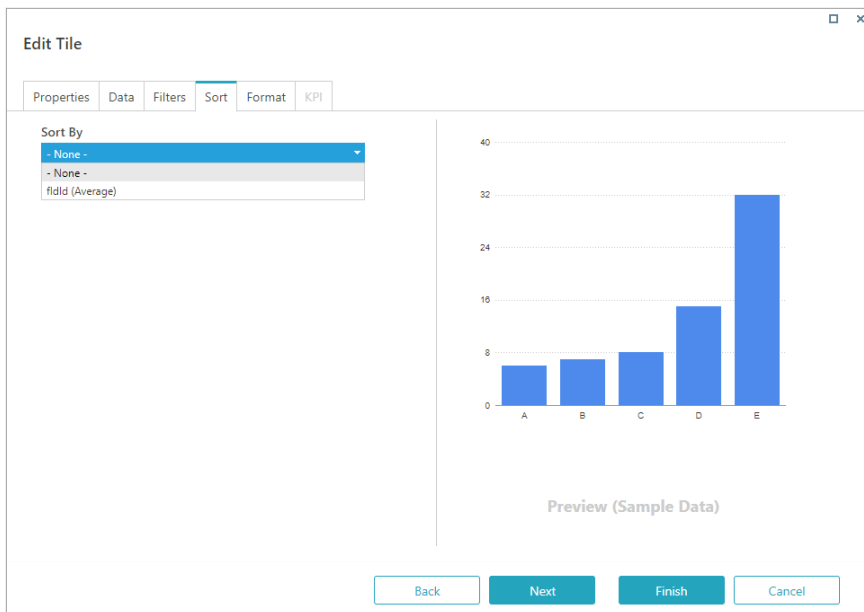 Edit Tile
Properties Data Filters Sort Format KPI
Sort By
- None -
- None -
fldId (Average)
40
32
24
16
8
0
A B C D E
Preview (Sample Data)
Back Next Finish Cancel